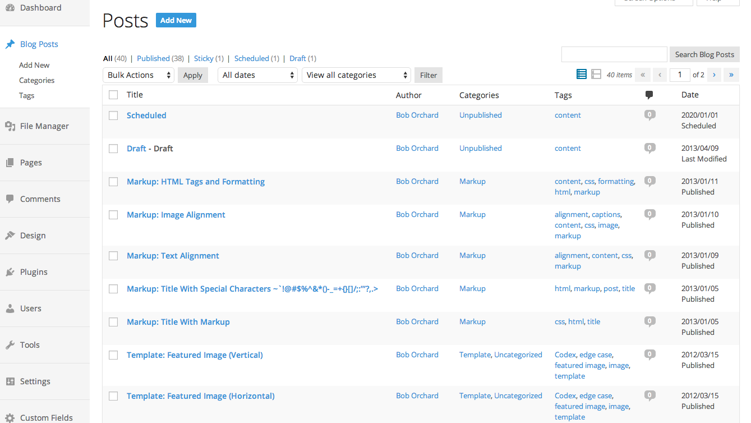 Dashboard
Blog Posts
Add New
Categories
Tags
File Manager
Pages
Comments
Design
Plugins
Users
Tools
Settings
Custom Fields
Posts Add New
All (40) | Published (38) | Sticky (1) | Scheduled (1) | Draft (1)
Search Blog Posts
Bulk Actions Apply All dates View all categories Filter
40 items « ‹ 1 of 2 › »
Title Author Categories Tags Date
Scheduled Bob Orchard Unpublished content 0 2020/01/01
Scheduled
Draft - Draft Bob Orchard Unpublished content 0 2013/04/09
Last Modified
Markup: HTML Tags and Formatting Bob Orchard Markup content, css, formatting, 0 2013/01/11
html, markup Published
Markup: Image Alignment Bob Orchard Markup alignment, captions, 0 2013/01/10
content, css, image, Published
markup
Markup: Text Alignment Bob Orchard Markup alignment, content, css, 0 2013/01/09
markup Published
Markup: Title With Special Characters ~`!@#$%^&*()-_=+{}[]/;:'"?,.> Bob Orchard Markup html, markup, post, title 0 2013/01/05
Published
Markup: Title With Markup Bob Orchard Markup css, html, title 0 2013/01/05
Published
Template: Featured Image (Vertical) Bob Orchard Template, Uncategorized Codex, edge case, 0 2012/03/15
featured image, image, Published
template
Template: Featured Image (Horizontal) Bob Orchard Template, Uncategorized Codex, edge case, 0 2012/03/15
featured image, image, Published
template